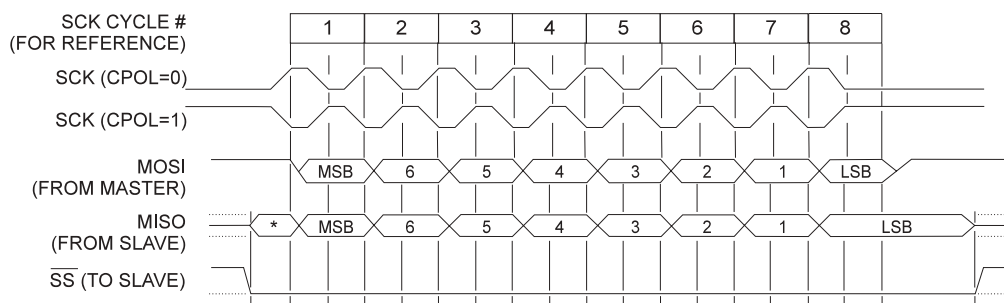 SCK CYCLE #
(FOR REFERENCE)
1 2 3 4 5 6 7 8
SCK (CPOL=0)
SCK (CPOL=1)
MOSI
(FROM MASTER)
MSB 6 5 4 3 2 1 LSB
MISO
(FROM SLAVE)
* MSB 6 5 4 3 2 1 LSB
SS (TO SLAVE)